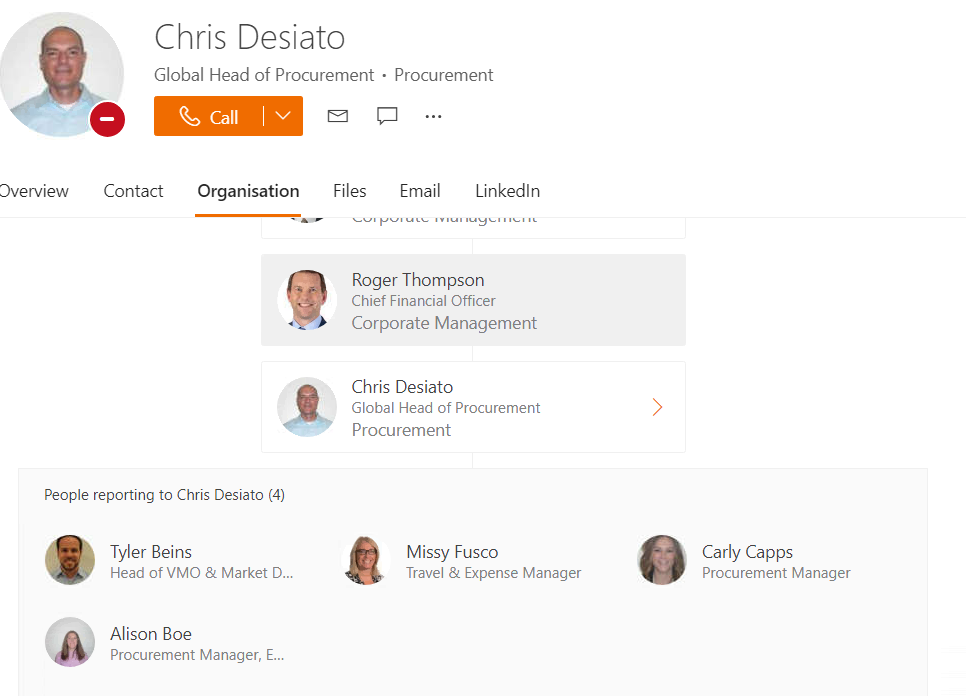 Chris Desiato
Global Head of Procurement • Procurement
Call
Overview Contact Organisation Files Email LinkedIn
Corporate Management
Roger Thompson
Chief Financial Officer
Corporate Management
Chris Desiato
Global Head of Procurement
Procurement
People reporting to Chris Desiato (4)
Tyler Beins
Head of VMO & Market D...
Missy Fusco
Travel & Expense Manager
Carly Capps
Procurement Manager
Alison Boe
Procurement Manager, E...